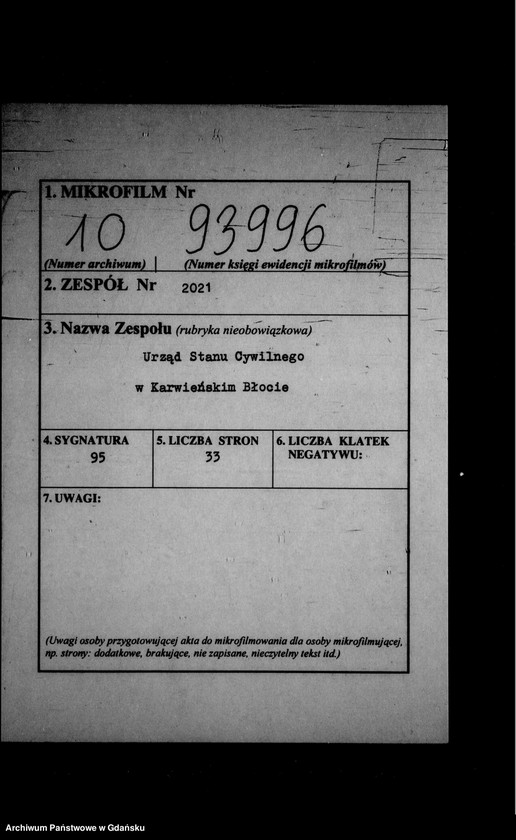 1. MIKROFILM Nr
10 93996
(Numer archiwum) (Numer księgi ewidencji mikrofilmów)
2. ZESPÓŁ Nr 2021
3. Nazwa Zespołu (rubryka nieobowiązkowa)
Urząd Stanu Cywilnego
w Karwieńskim Błocie
4. SYGNATURA 5. LICZBA STRON 6. LICZBA KLATEK
NEGATYWU:
95 33
7. UWAGI:
(Uwagi osoby przygotowującej akta do mikrofilmowania dla osoby mikrofilmującej,
np. strony: dodatkowe, brakujące, nie zapisane, nieczytelny tekst itd.)
Archiwum Państwowe w Gdańsku